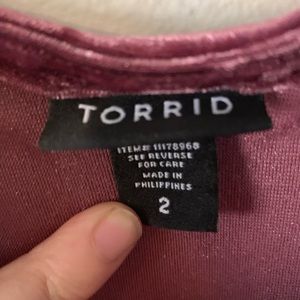 TORRID
ITEM# 11178968
SEE REVERSE
FOR CARE
MADE IN
PHILIPPINES
2